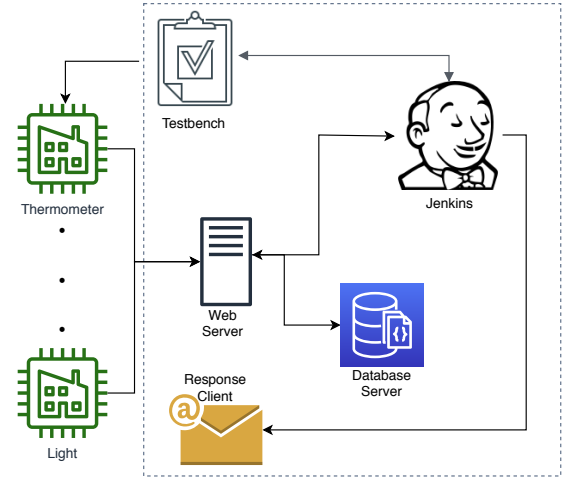 Testbench
Thermometer
Jenkins
Web
Server
Database
Server
Response
Client
@
{}
Light